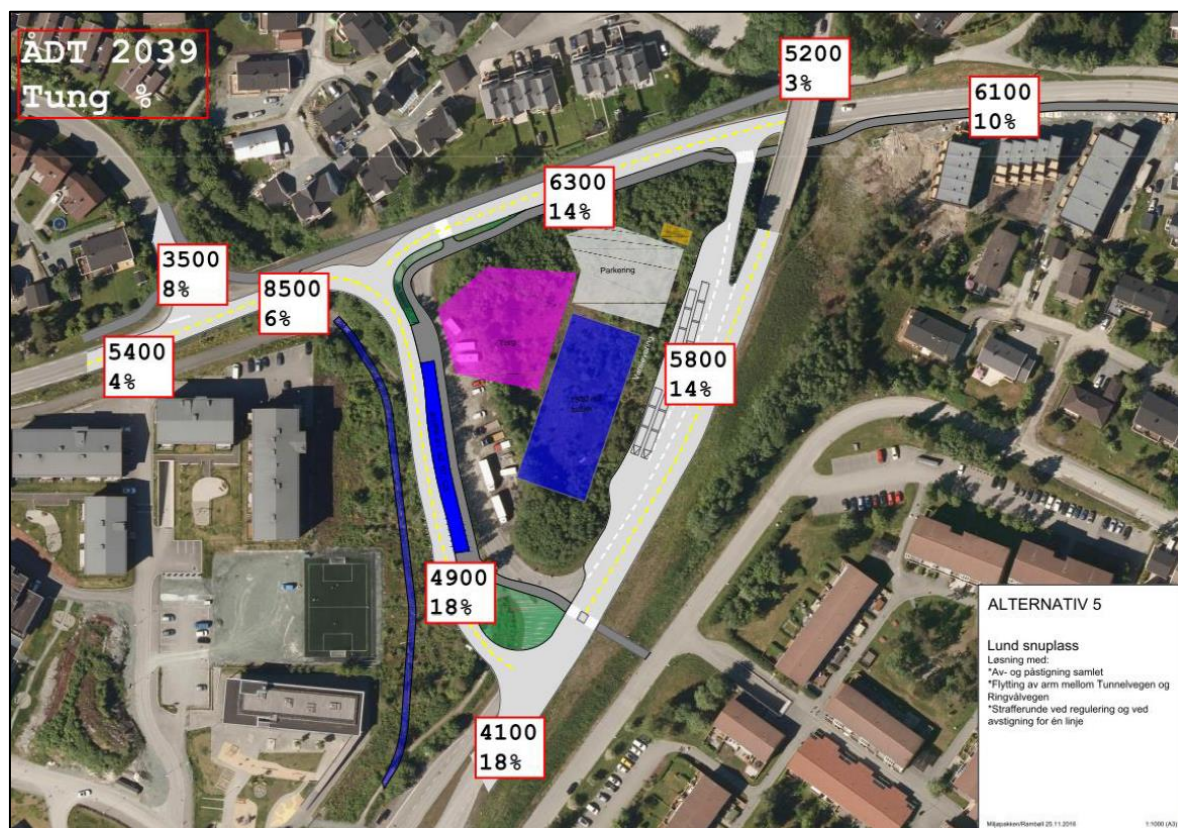 ÅDT 2039
Tung %
5200
3%
6100
10%
6300
14%
3500
8%
8500
6%
5400
4%
Parkering
Torg
5800
14%
4900
18%
4100
18%
ALTERNATIV 5
Lund snuplass
Løsning med:
*Av- og påstigning samlet
*Flytting av arm mellom Tunnelvegen og
Ringvålvegen
*Strafferunde ved regulering og ved
avstigning for én linje
Miljøpakken/Rambøll 25.11.2016
1:1000 (A3)